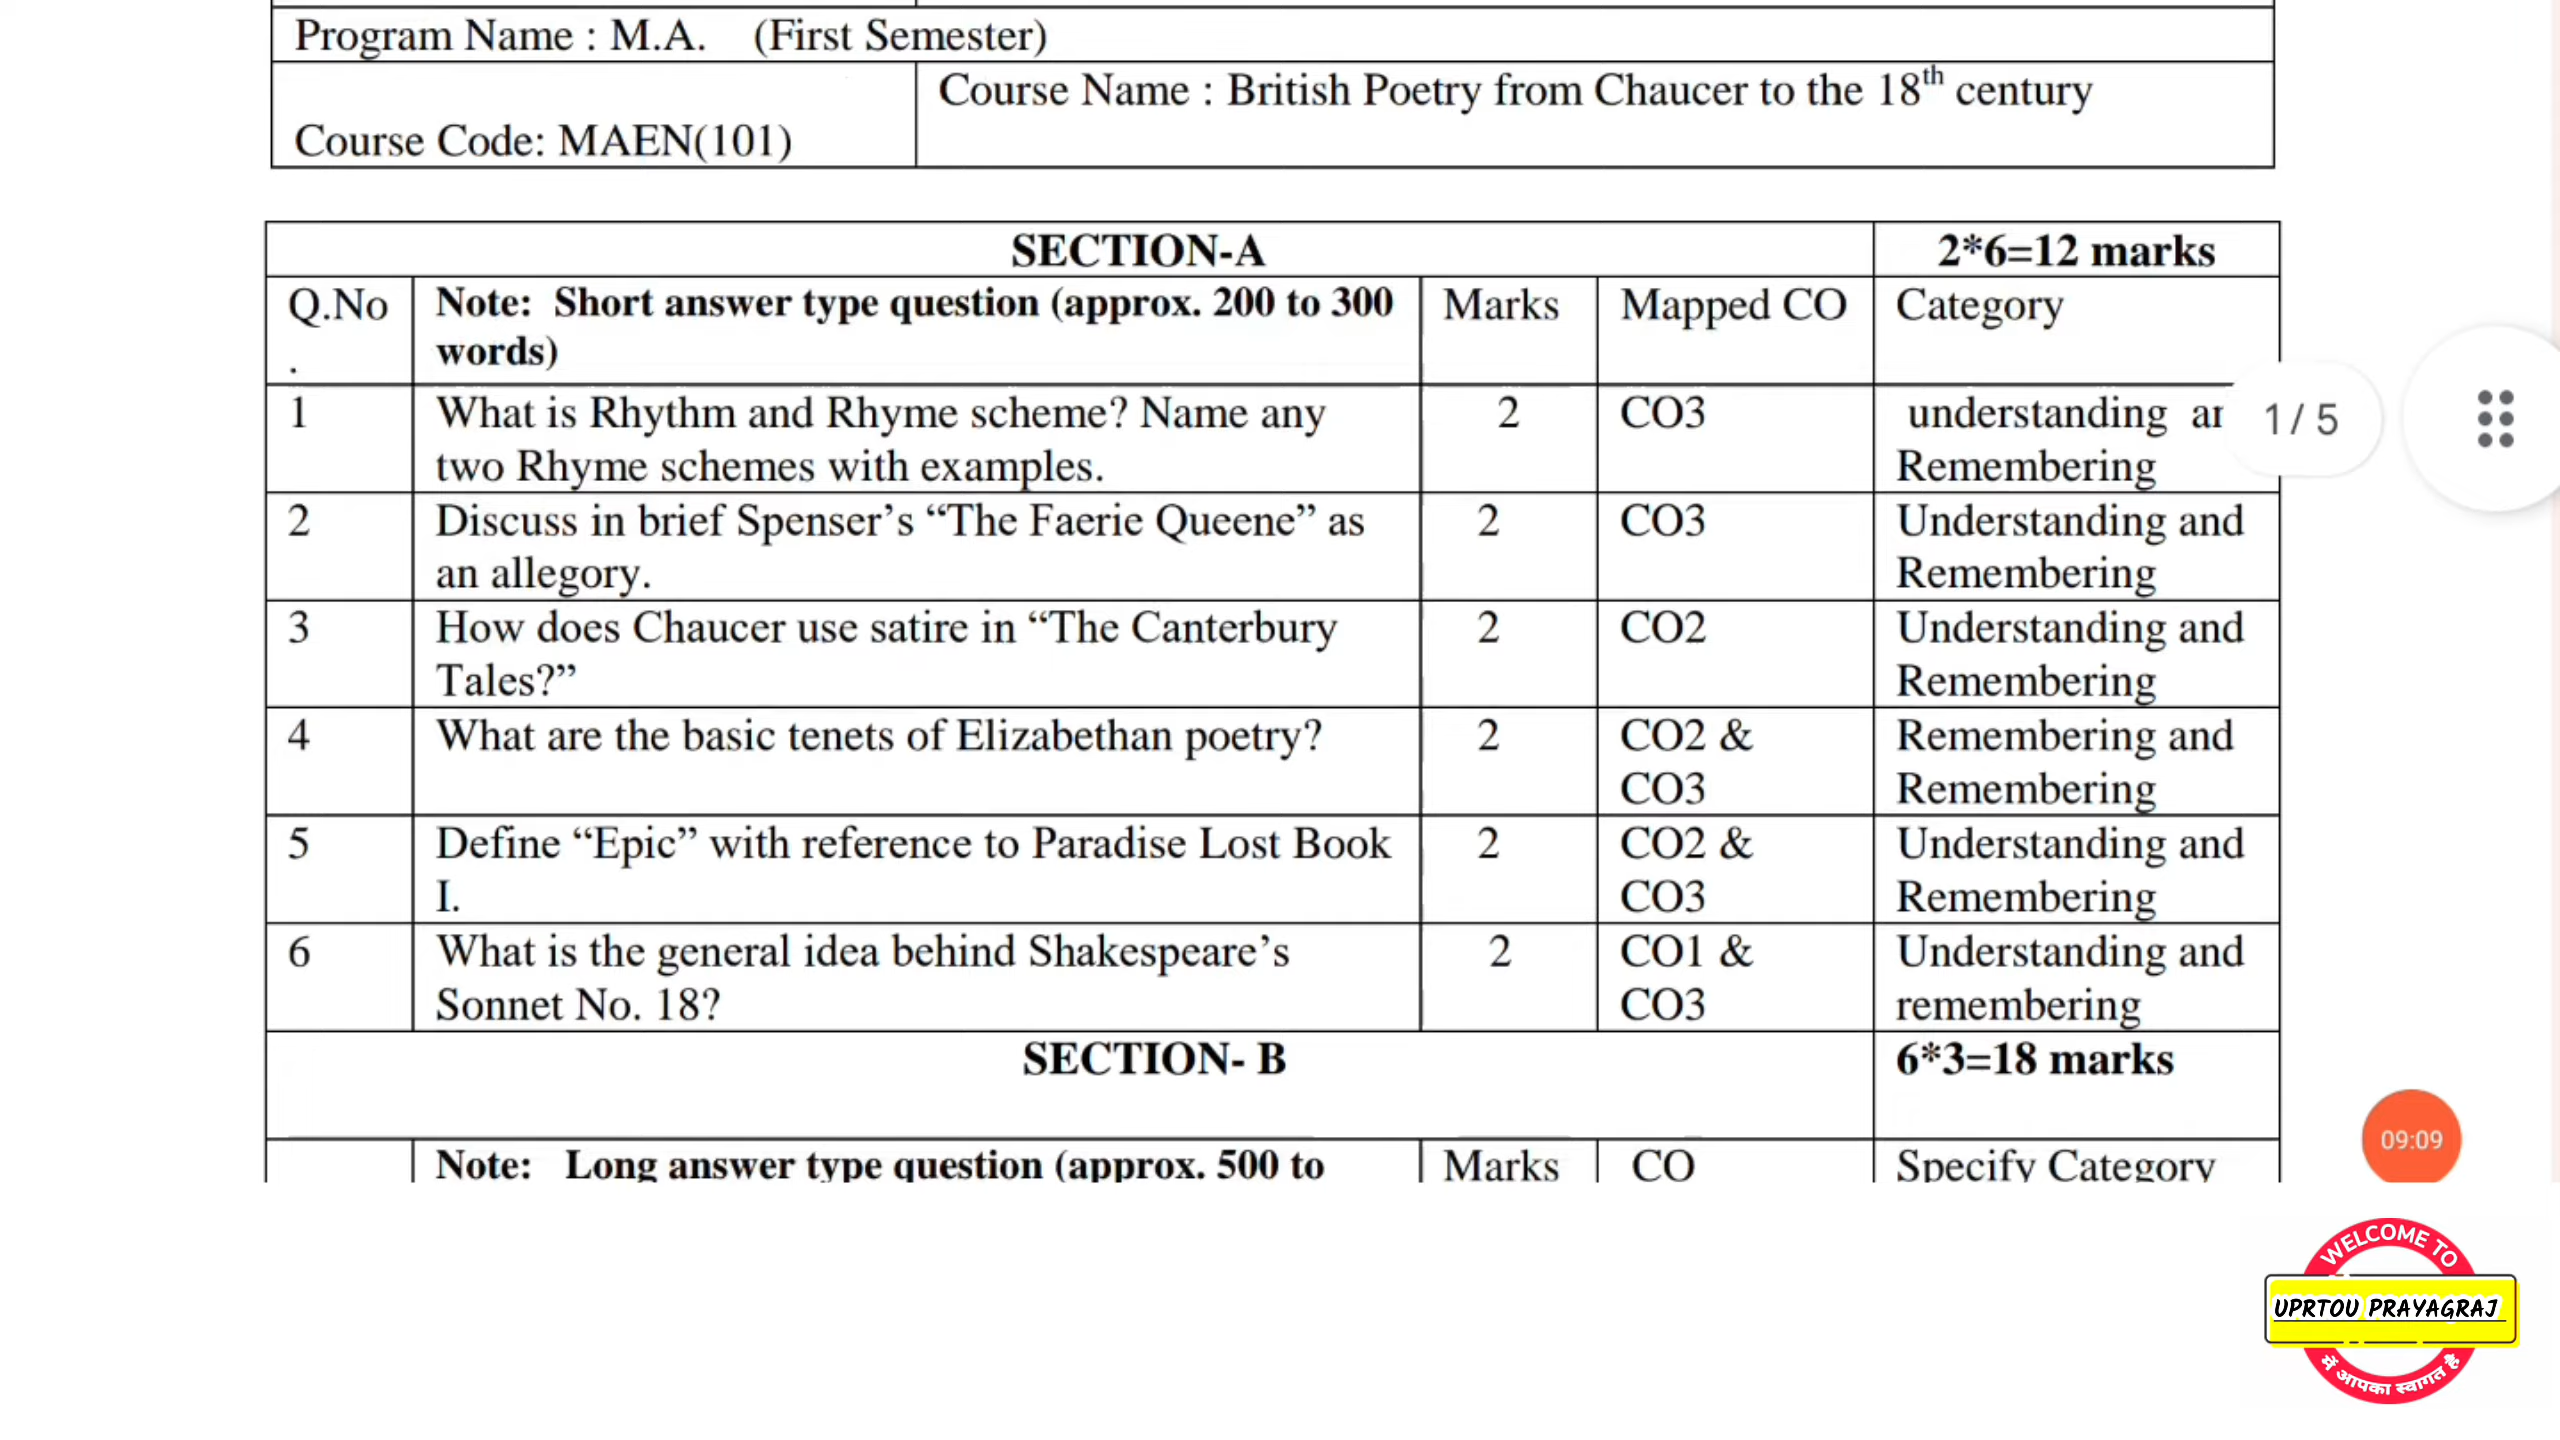 Program Name : M.A. (First Semester)
Course Name : British Poetry from Chaucer to the 18th century
Course Code: MAEN(101)
SECTION-A
2*6=12 marks
Q.No
.
Note: Short answer type question (approx. 200 to 300
words)
Marks
Mapped CO
Category
1
What is Rhythm and Rhyme scheme? Name any
two Rhyme schemes with examples.
2
CO3
understanding
Remembering
1 / 5
2
Discuss in brief Spenser’s “The Faerie Queene” as
an allegory.
2
CO3
Understanding and
Remembering
3
How does Chaucer use satire in “The Canterbury
Tales?”
2
CO2
Understanding and
Remembering
4
What are the basic tenets of Elizabethan poetry?
2
CO2 &
CO3
Remembering and
Remembering
5
Define “Epic” with reference to Paradise Lost Book
I.
2
CO2 &
CO3
Understanding and
Remembering
6
What is the general idea behind Shakespeare’s
Sonnet No. 18?
2
CO1 &
CO3
Understanding and
remembering
SECTION- B
6*3=18 marks
Note: Long answer type question (approx. 500 to
Marks
CO
Specify Category
09:09
WELCOME TO
UPRTOU PRAYAGRAJ
में आपका स्वागत है